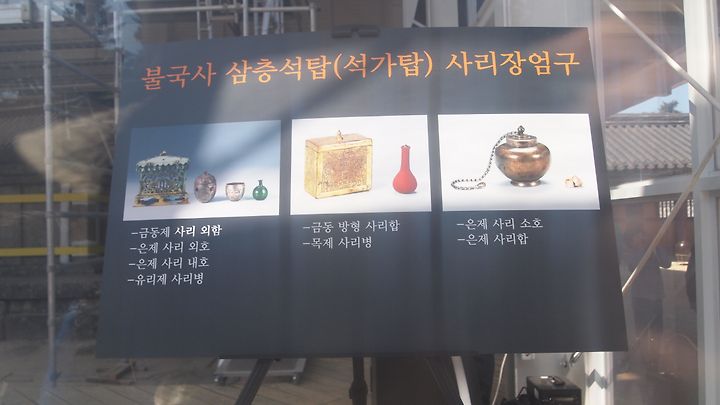 불국사 삼층석탑(석가탑) 사리장엄구
-금동제 사리 외함
-은제 사리 외호
-은제 사리 내호
-유리제 사리병
-금동 방형 사리합
-목제 사리병
-은제 사리 소호
-은제 사리합